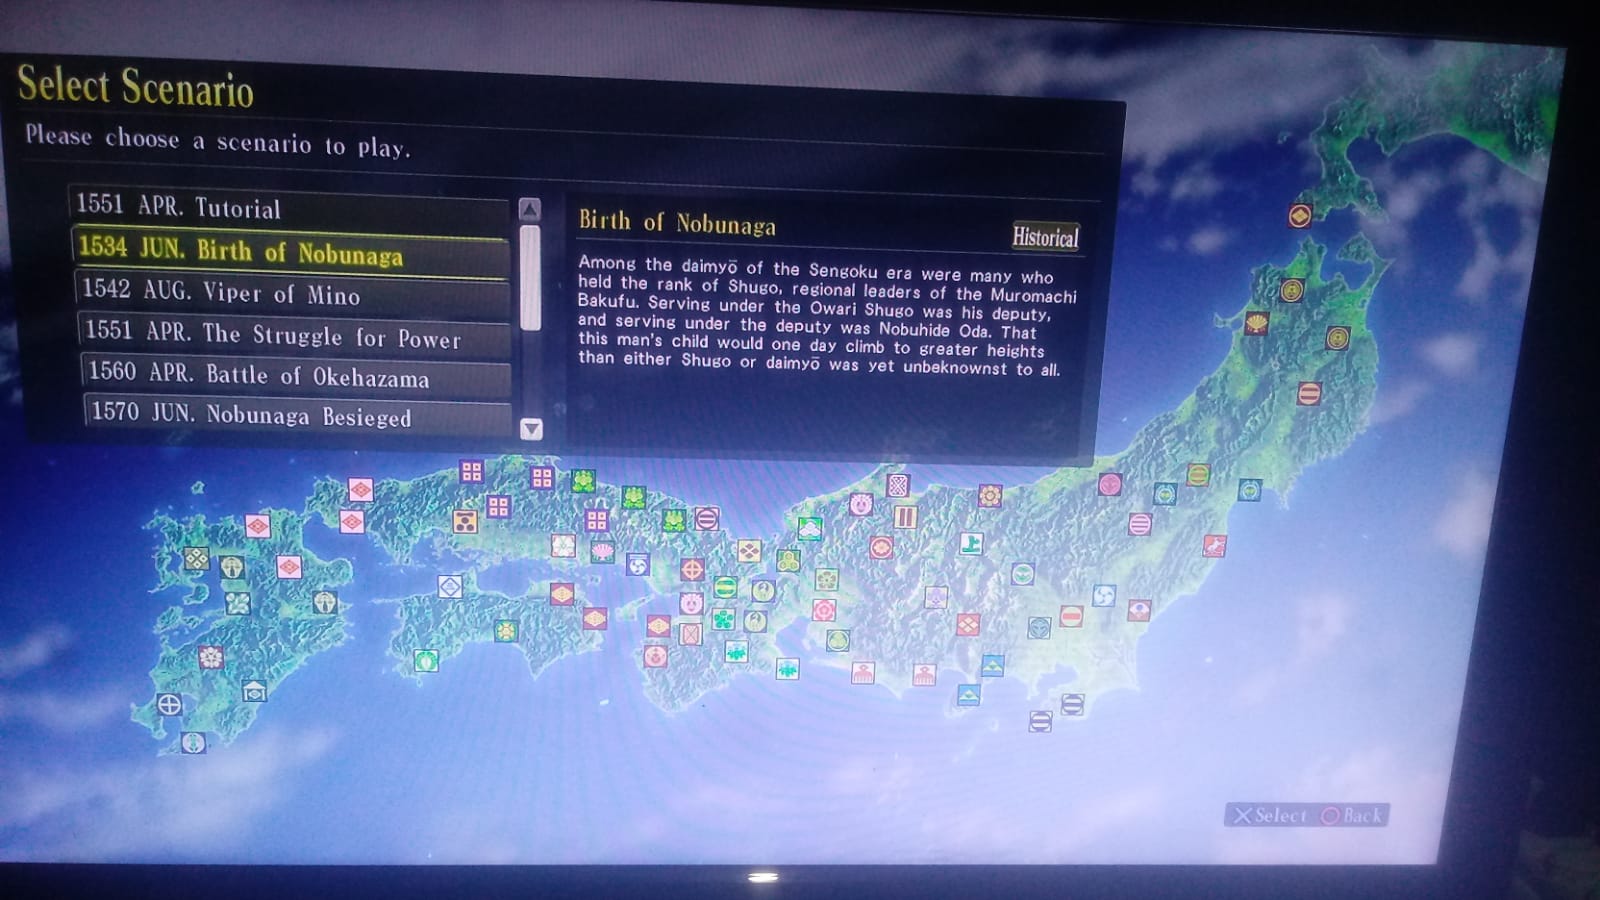 Select Scenario
Please choose a scenario to play.
1551 APR. Tutorial
1534 JUN. Birth of Nobunaga
1542 AUG. Viper of Mino
1551 APR. The Struggle for Power
1560 APR. Battle of Okehazama
1570 JUN. Nobunaga Besieged
Birth of Nobunaga
Historical
Among the daimyō of the Sengoku era were many who
held the rank of Shugo, regional leaders of the Muromachi
Bakufu. Serving under the Owari Shugo was his deputy,
and serving under the deputy was Nobuhide Oda. That
this man's child would one day climb to greater heights
than either Shugo or daimyō was yet unbeknownst to all.
Select Back